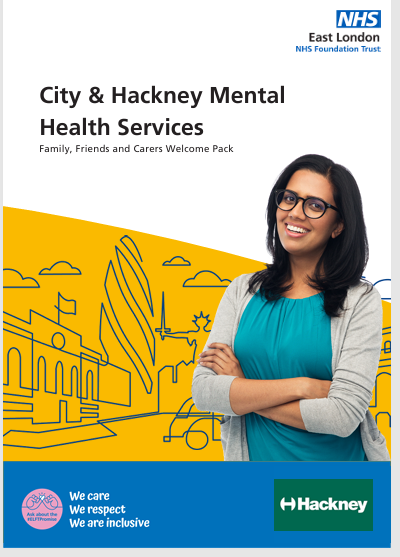 NHS
East London
NHS Foundation Trust
City & Hackney Mental
Health Services
Family, Friends and Carers Welcome Pack
Ask about the
#ELFTPromise
We care
We respect
We are inclusive
Hackney